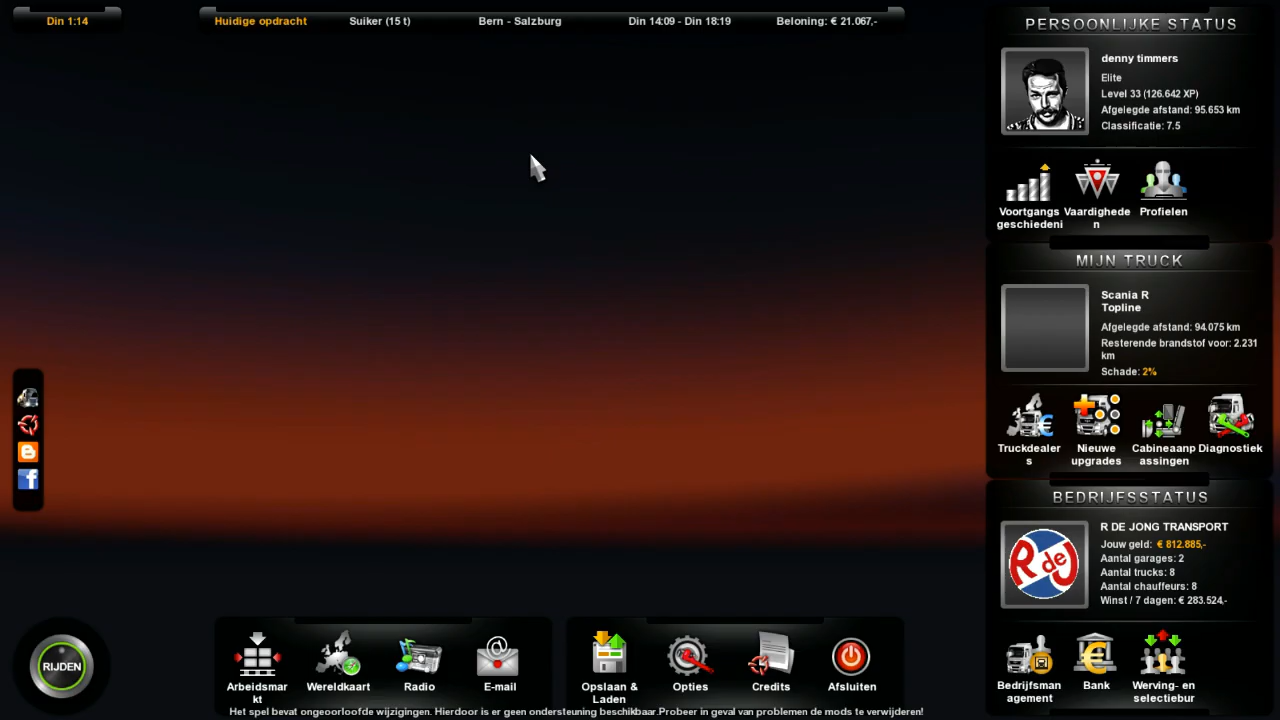 Din 1:14
Huidige opdracht
Suiker (15 t)
Bern - Salzburg
Din 14:09 - Din 18:19
Beloning: € 21.067,-
PERSOONLIJKE STATUS
denny timmers
Elite
Level 33 (126.642 XP)
Afgelegde afstand: 95.653 km
Classificatie: 7.5
Voortgangs
geschiedeni
Vaardighede
n
Profielen
MIJN TRUCK
Scania R
Topline
Afgelegde afstand: 94.075 km
Resterende brandstof voor: 2.231
km
Schade: 2%
Truckdealer
s
Nieuwe
upgrades
Cabineaanp
assingen
Diagnostiek
BEDRIJFSSTATUS
R de J
R DE JONG TRANSPORT
Jouw geld: € 812.885,-
Aantal garages: 2
Aantal trucks: 8
Aantal chauffeurs: 8
Winst / 7 dagen: € 283.524,-
Bedrijfsman
agement
Bank
Werving- en
selectiebur
RIJDEN
Arbeidsmar
kt
Wereldkaart
Radio
E-mail
Opslaan &
Laden
Opties
Credits
Afsluiten
Het spel bevat ongeoorloofde wijzigingen. Hierdoor is er geen ondersteuning beschikbaar.Probeer in geval van problemen de mods te verwijderen!